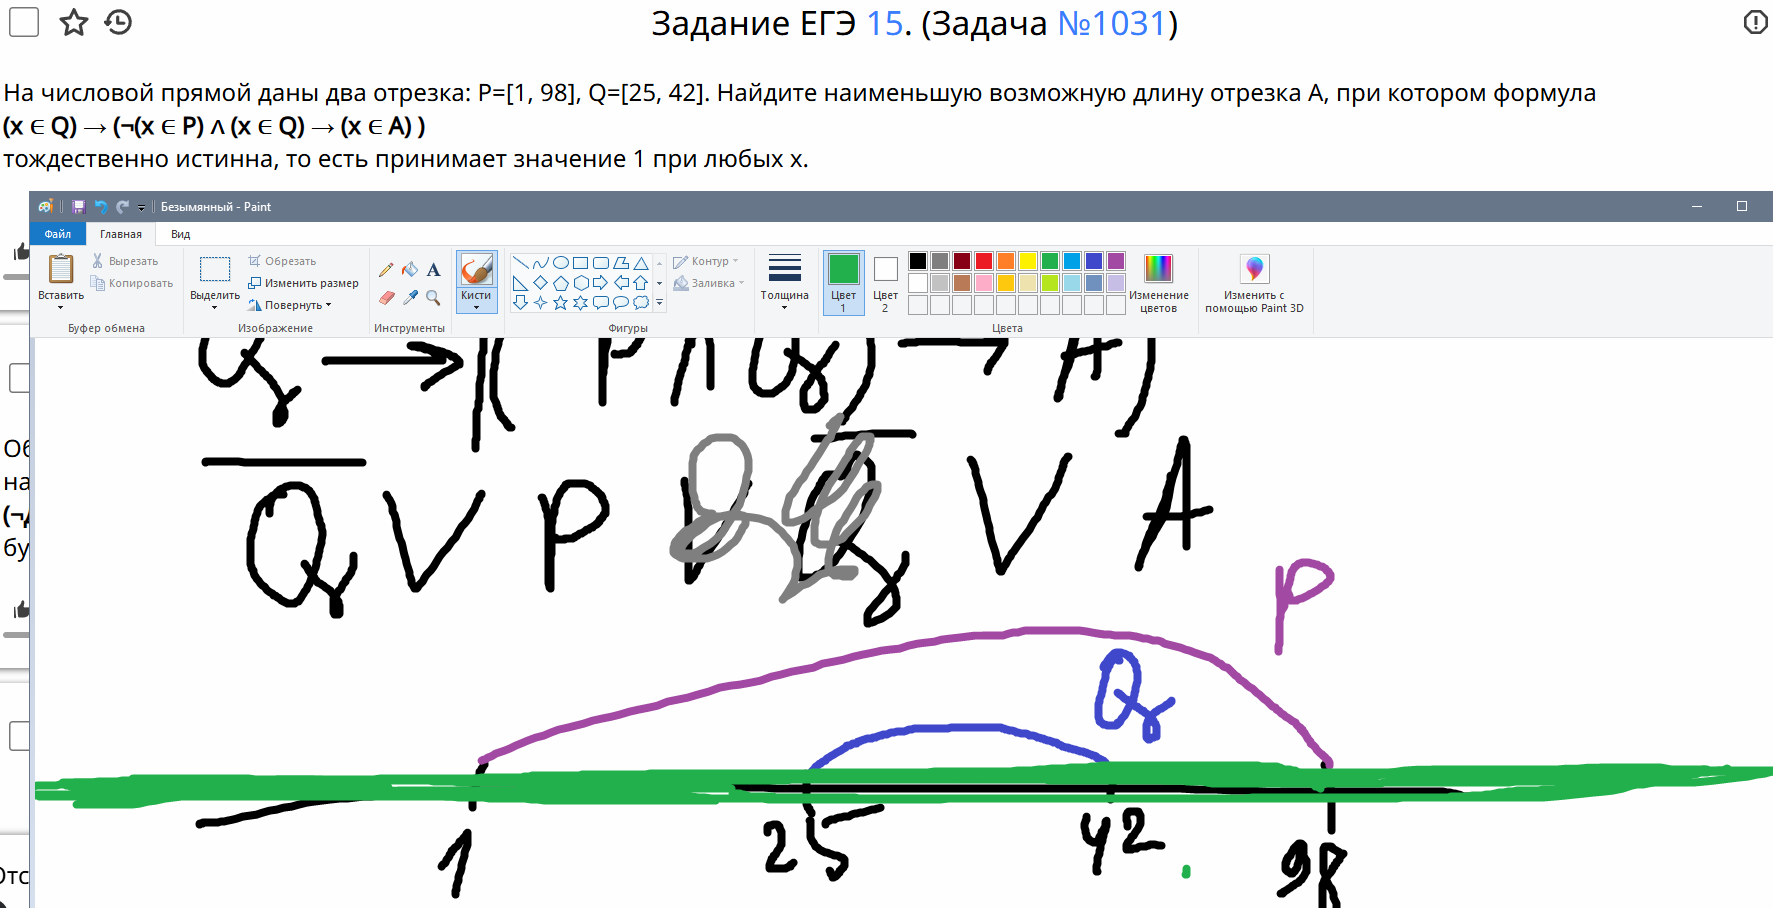 Задание ЕГЭ 15. (Задача №1031)
На числовой прямой даны два отрезка: P=[1, 98], Q=[25, 42]. Найдите наименьшую возможную длину отрезка A, при котором формула
(x ∈ Q) → (¬(x ∈ P) ∧ (x ∈ Q) → (x ∈ A) )
тождественно истинна, то есть принимает значение 1 при любых x.
Безымянный - Paint
Файл Главная Вид
Вставить
Вырезать
Копировать
Буфер обмена
Выделить
Обрезать
Изменить размер
Повернуть
Изображение
A
Инструменты
Кисти
Контур
Заливка
Фигуры
Толщина
Цвет 1
Цвет 2
Изменение цветов
Цвета
Изменить с помощью Paint 3D
Q → ( ( P ∧ Q ) → A )
Об
на
(¬
бу
Q V P V Q V A
P
Q
1 25 42 98
Отс